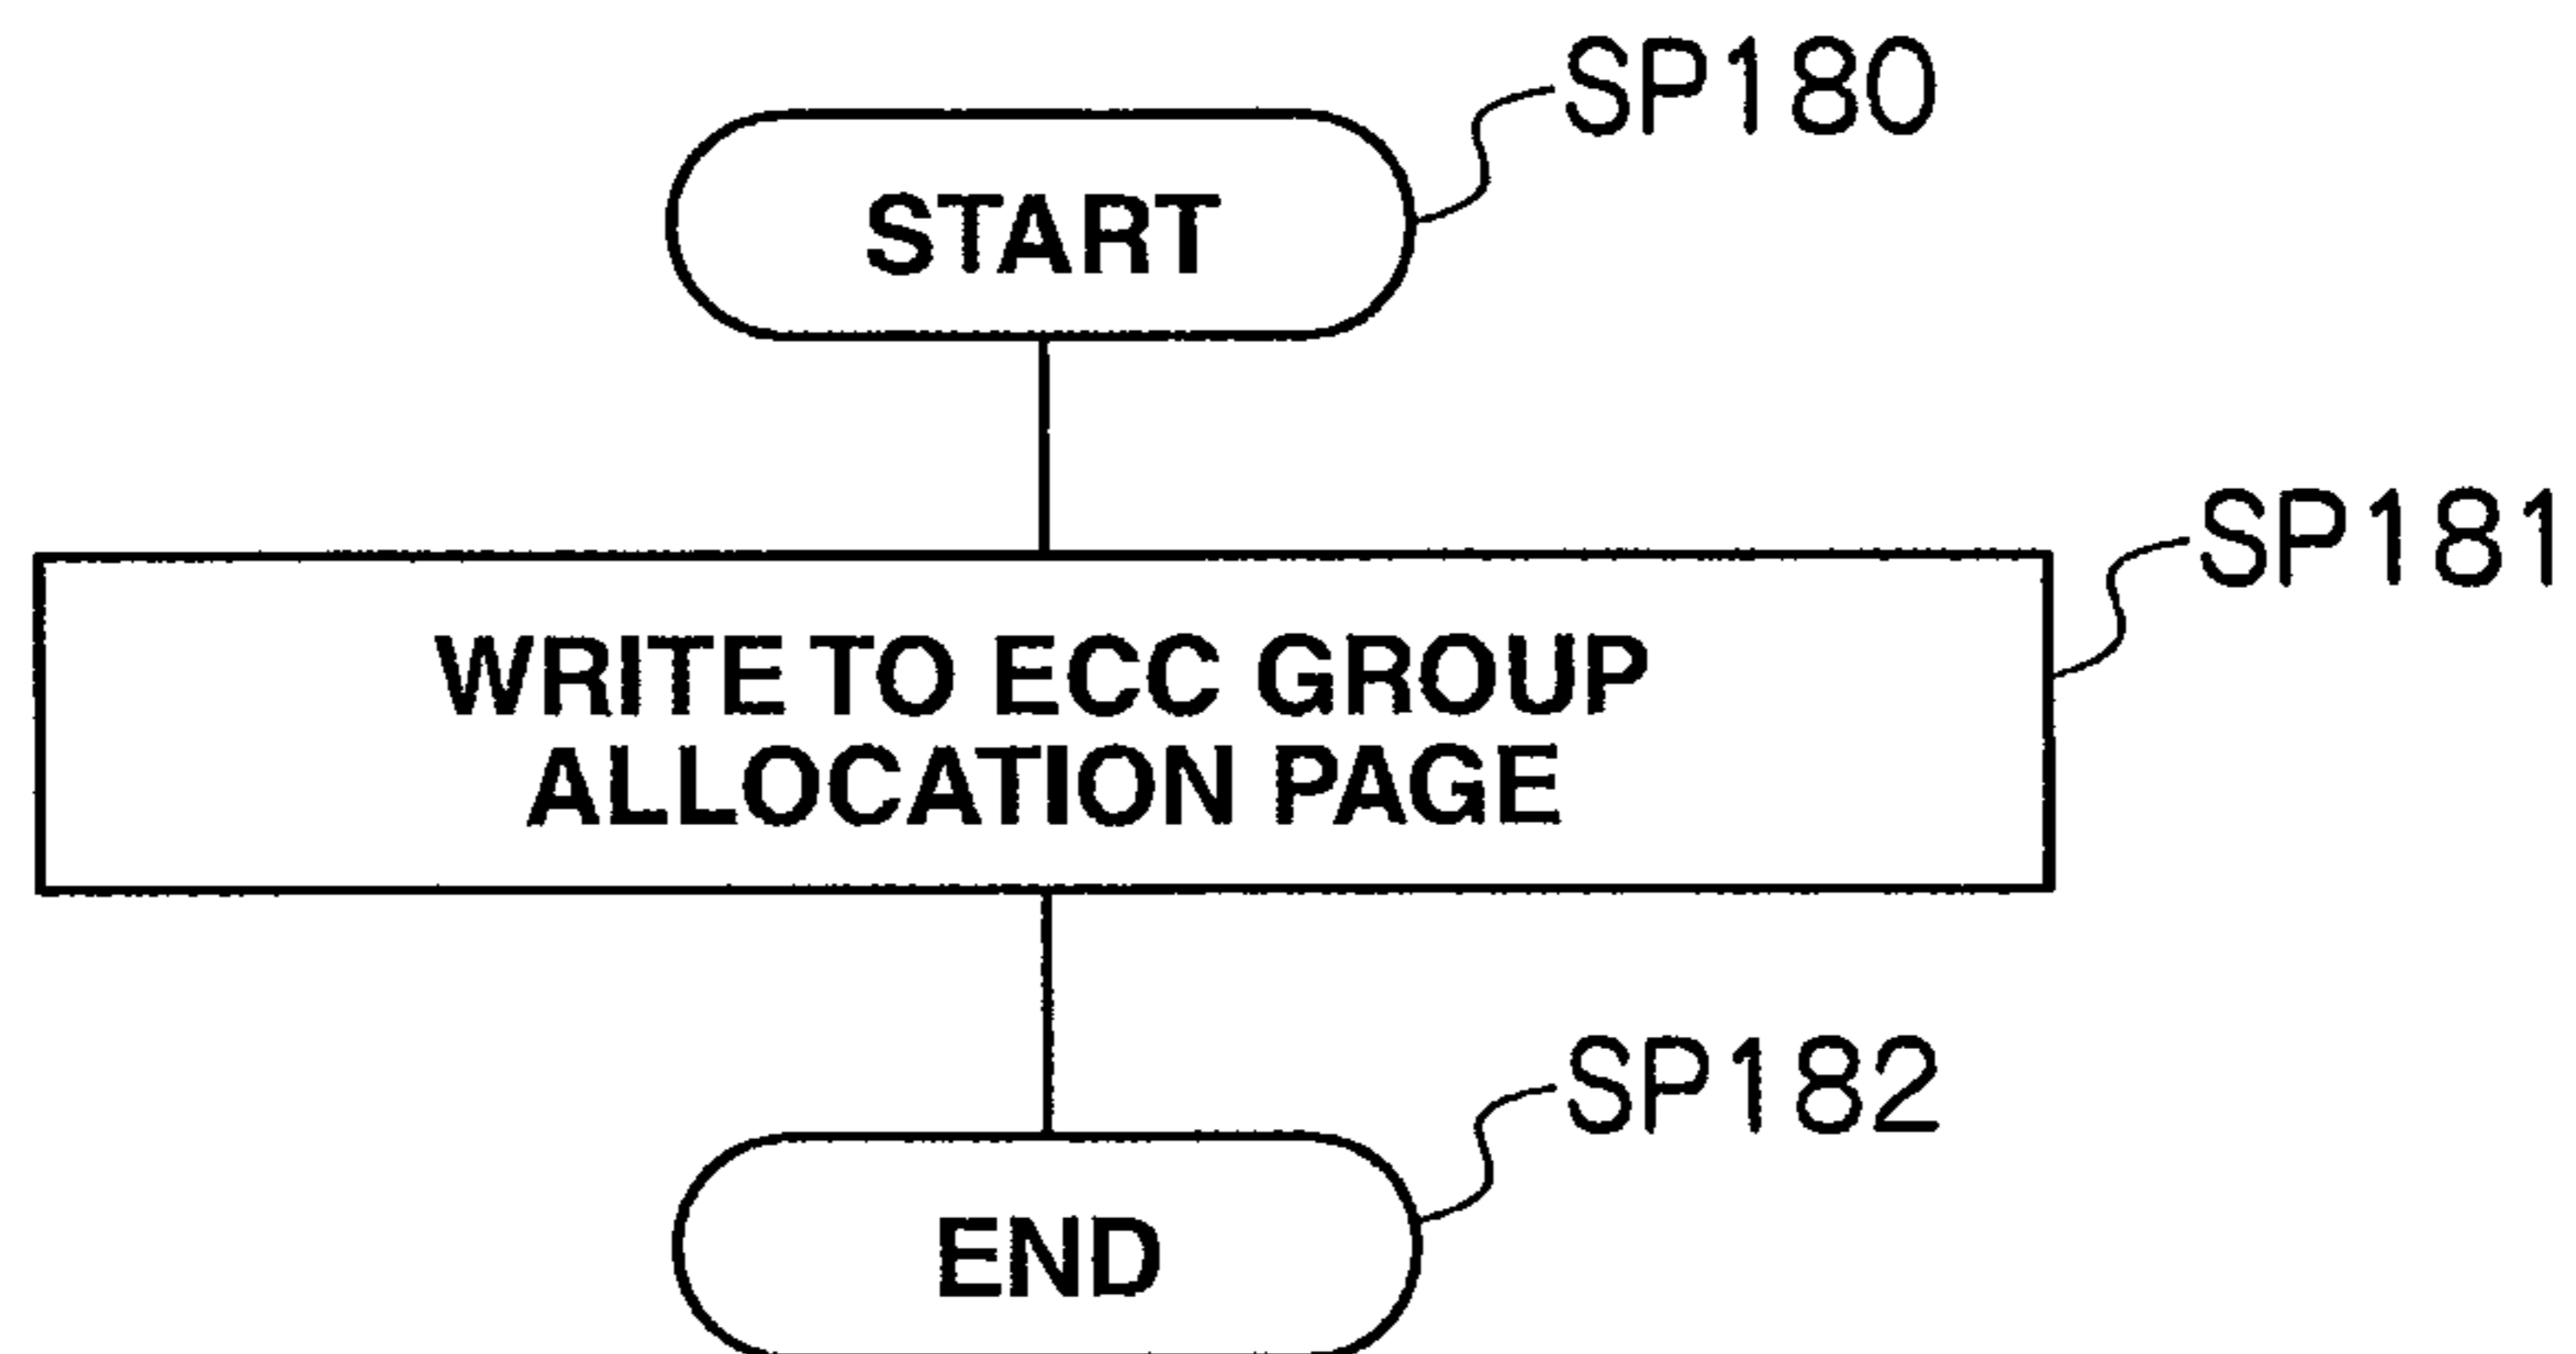 SP180
START
SP181
WRITE TO ECC GROUP
ALLOCATION PAGE
SP182
END